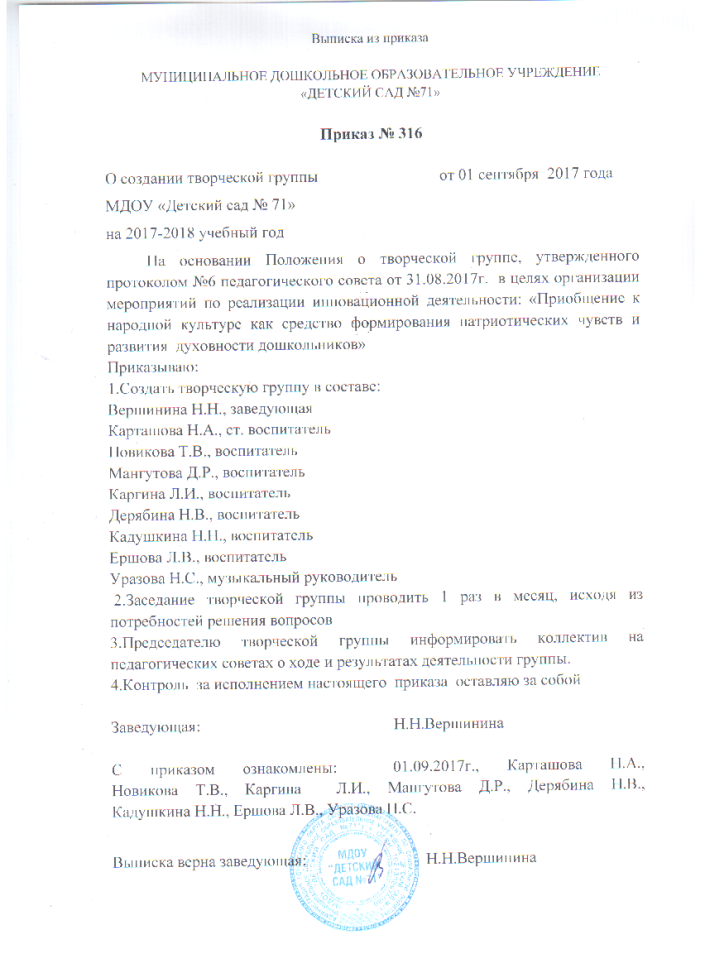 Выписка из приказа
МУНИЦИПАЛЬНОЕ ДОШКОЛЬНОЕ ОБРАЗОВАТЕЛЬНОЕ УЧРЕЖДЕНИЕ
«ДЕТСКИЙ САД №71»
Приказ № 316
О создании творческой группы от 01 сентября 2017 года
МДОУ «Детский сад № 71»
на 2017-2018 учебный год
На основании Положения о творческой группе, утвержденного
протоколом №6 педагогического совета от 31.08.2017г. в целях организации
мероприятий по реализации инновационной деятельности: «Приобщение к
народной культуре как средство формирования патриотических чувств и
развития духовности дошкольников»
Приказываю:
1.Создать творческую группу в составе:
Вершинина Н.Н., заведующая
Карташова Н.А., ст. воспитатель
Новикова Т.В., воспитатель
Мангутова Д.Р., воспитатель
Каргина Л.И., воспитатель
Дерябина Н.В., воспитатель
Кадушкина Н.Н., воспитатель
Ершова Л.В., воспитатель
Уразова Н.С., музыкальный руководитель
2.Заседание творческой группы проводить 1 раз в месяц, исходя из
потребностей решения вопросов
3.Председателю творческой группы информировать коллектив на
педагогических советах о ходе и результатах деятельности группы.
4.Контроль за исполнением настоящего приказа оставляю за собой
Заведующая: Н.Н.Вершинина
С приказом ознакомлены: 01.09.2017г., Карташова Н.А.,
Новикова Т.В., Каргина Л.И., Мангутова Д.Р., Дерябина Н.В.,
Кадушкина Н.Н., Ершова Л.В., Уразова Н.С.
Выписка верна заведующая: Н.Н.Вершинина
МДОУ
"ДЕТСКИЙ
САД №